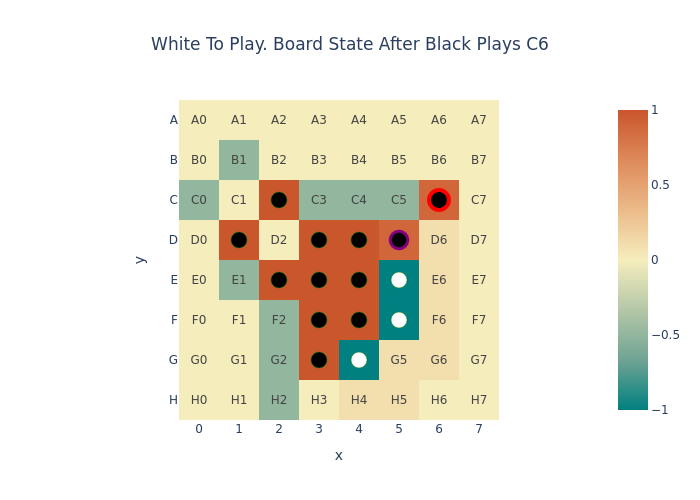 White To Play. Board State After Black Plays C6
A A0 A1 A2 A3 A4 A5 A6 A7 1
B B0 B1 B2 B3 B4 B5 B6 B7
C C0 C1 C3 C4 C5 C7 0.5
D D0 D2 D6 D7
y 0
E E0 E1 E6 E7
F F0 F1 F2 F6 F7 −0.5
G G0 G1 G2 G5 G6 G7
H H0 H1 H2 H3 H4 H5 H6 H7 −1
0 1 2 3 4 5 6 7
x